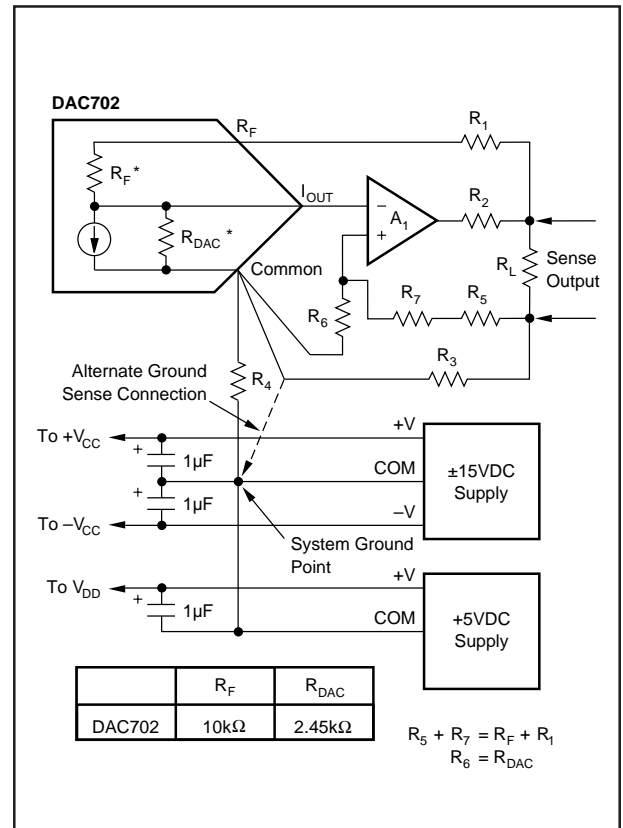 DAC702
R_F
R_1
R_F*
I_OUT
−
A_1
+
R_2
R_DAC*
Common
R_L
Sense
Output
R_6
R_7
R_5
R_3
R_4
Alternate Ground
Sense Connection
To +V_CC
+
1µF
+V
COM
±15VDC
Supply
+
1µF
To −V_CC
−V
System Ground
Point
To V_DD
+
1µF
+V
COM
+5VDC
Supply
R_F R_DAC
DAC702 10kΩ 2.45kΩ
R_5 + R_7 = R_F + R_1
R_6 = R_DAC